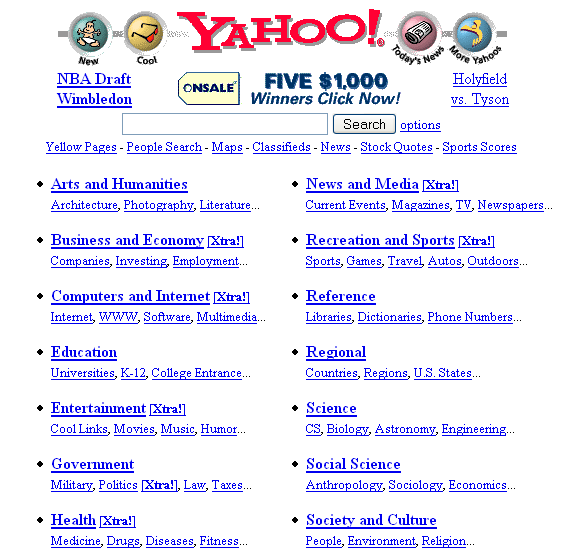 YAHOO!
New
Cool
Today's News
More Yahoos
NBA Draft
Wimbledon
ONSALE
FIVE $1,000
Winners Click Now!
Holyfield
vs. Tyson
Search options
Yellow Pages - People Search - Maps - Classifieds - News - Stock Quotes - Sports Scores
Arts and Humanities
Architecture, Photography, Literature...
News and Media [Xtra!]
Current Events, Magazines, TV, Newspapers...
Business and Economy [Xtra!]
Companies, Investing, Employment...
Recreation and Sports [Xtra!]
Sports, Games, Travel, Autos, Outdoors...
Computers and Internet [Xtra!]
Internet, WWW, Software, Multimedia...
Reference
Libraries, Dictionaries, Phone Numbers...
Education
Universities, K-12, College Entrance...
Regional
Countries, Regions, U.S. States...
Entertainment [Xtra!]
Cool Links, Movies, Music, Humor...
Science
CS, Biology, Astronomy, Engineering...
Government
Military, Politics [Xtra!], Law, Taxes...
Social Science
Anthropology, Sociology, Economics...
Health [Xtra!]
Medicine, Drugs, Diseases, Fitness...
Society and Culture
People, Environment, Religion...